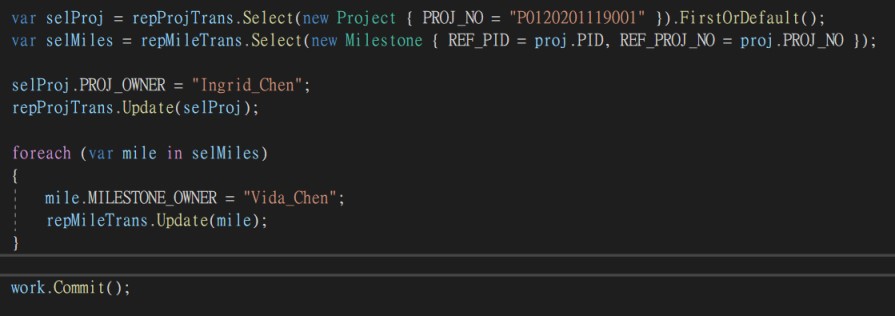 var selProj = repProjTrans.Select(new Project { PROJ_NO = "P0120201119001" }).FirstOrDefault();
var selMiles = repMileTrans.Select(new Milestone { REF_PID = proj.PID, REF_PROJ_NO = proj.PROJ_NO });
selProj.PROJ_OWNER = "Ingrid_Chen";
repProjTrans.Update(selProj);
foreach (var mile in selMiles)
{
    mile.MILESTONE_OWNER = "Vida_Chen";
    repMileTrans.Update(mile);
}
work.Commit();